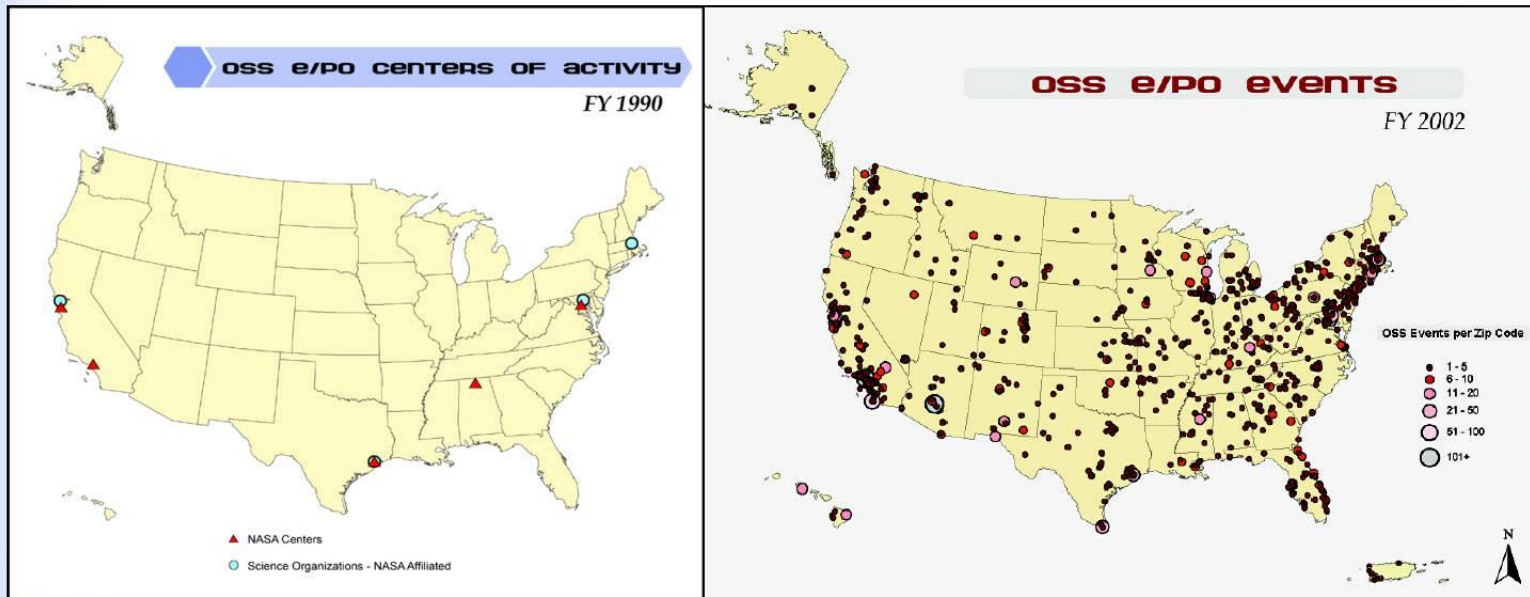 OSS E/PO CENTERS OF ACTIVITY
FY 1990
NASA Centers
Science Organizations - NASA Affiliated
OSS E/PO EVENTS
FY 2002
OSS Events per Zip Code
1 - 5
6 - 10
11 - 20
21 - 50
51 - 100
101+
N